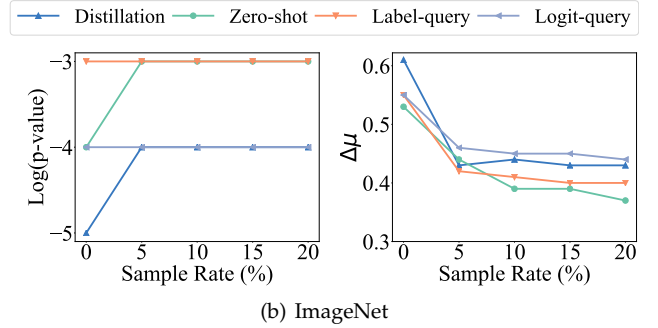 Distillation Zero-shot Label-query Logit-query
−3
−4
−5
Log(p-value)
0 5 10 15 20
Sample Rate (%)
0.6
0.5
0.4
0.3
Δμ
0 5 10 15 20
Sample Rate (%)
(b) ImageNet